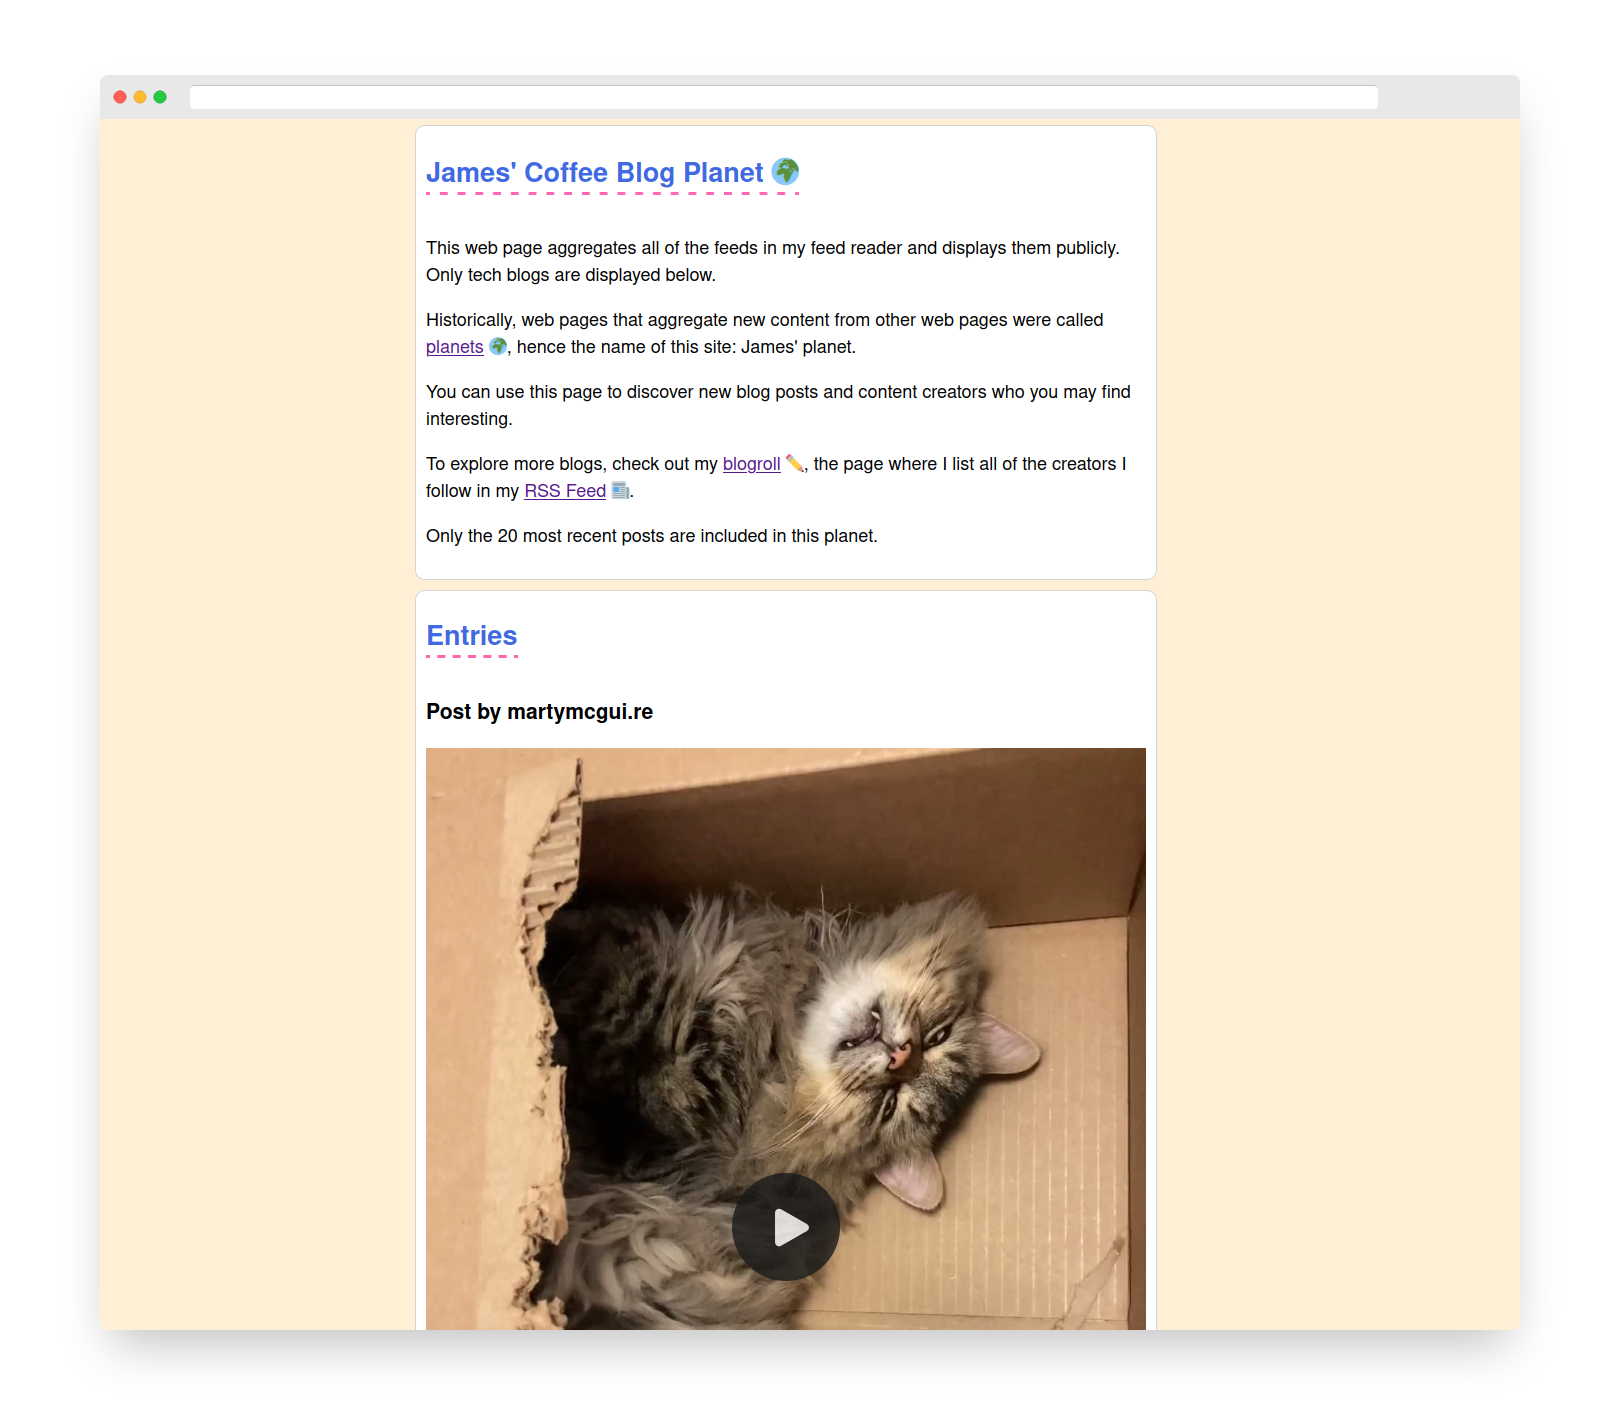 James' Coffee Blog Planet 🌍
This web page aggregates all of the feeds in my feed reader and displays them publicly.
Only tech blogs are displayed below.
Historically, web pages that aggregate new content from other web pages were called
planets 🌍, hence the name of this site: James' planet.
You can use this page to discover new blog posts and content creators who you may find
interesting.
To explore more blogs, check out my blogroll ✏️, the page where I list all of the creators I
follow in my RSS Feed 📰.
Only the 20 most recent posts are included in this planet.
Entries
Post by martymcgui.re